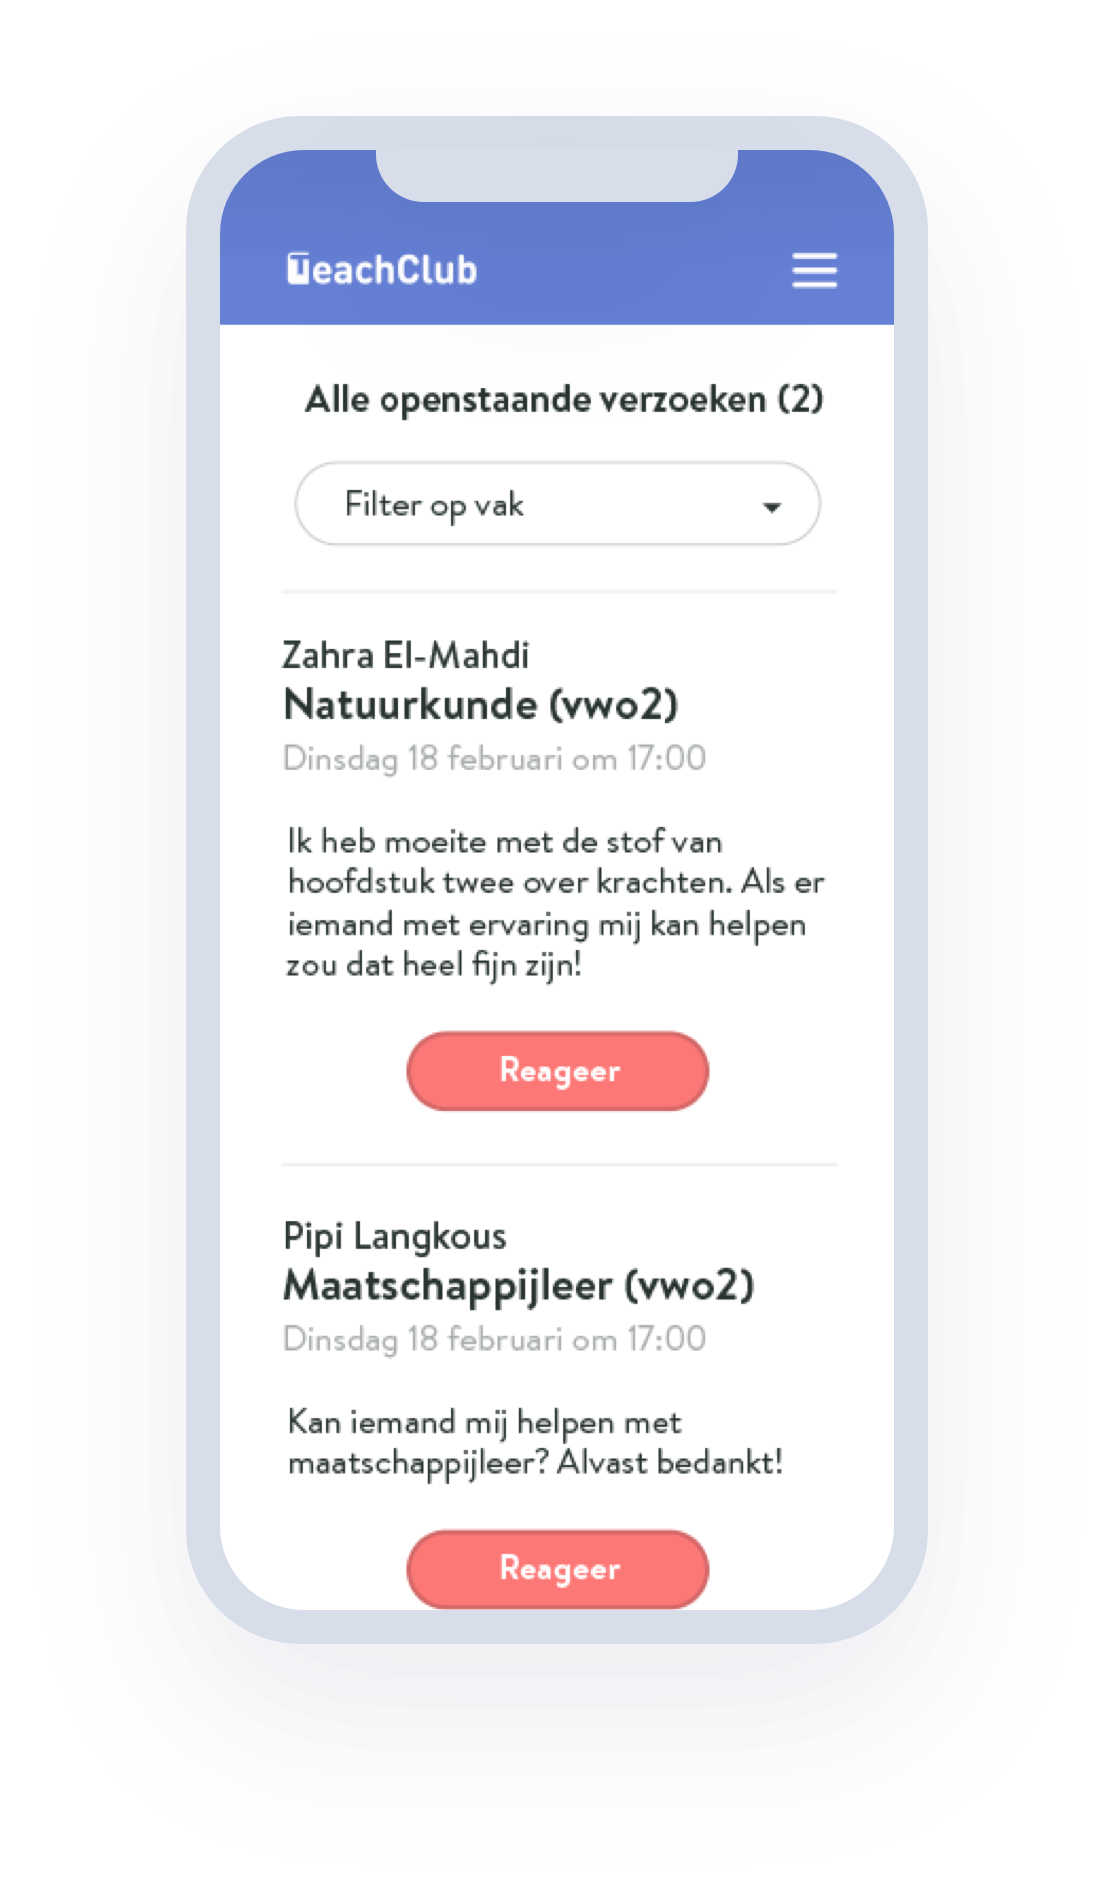 TeachClub
Alle openstaande verzoeken (2)
Filter op vak
Zahra El-Mahdi
Natuurkunde (vwo2)
Dinsdag 18 februari om 17:00
Ik heb moeite met de stof van
hoofdstuk twee over krachten. Als er
iemand met ervaring mij kan helpen
zou dat heel fijn zijn!
Reageer
Pipi Langkous
Maatschappijleer (vwo2)
Dinsdag 18 februari om 17:00
Kan iemand mij helpen met
maatschappijleer? Alvast bedankt!
Reageer